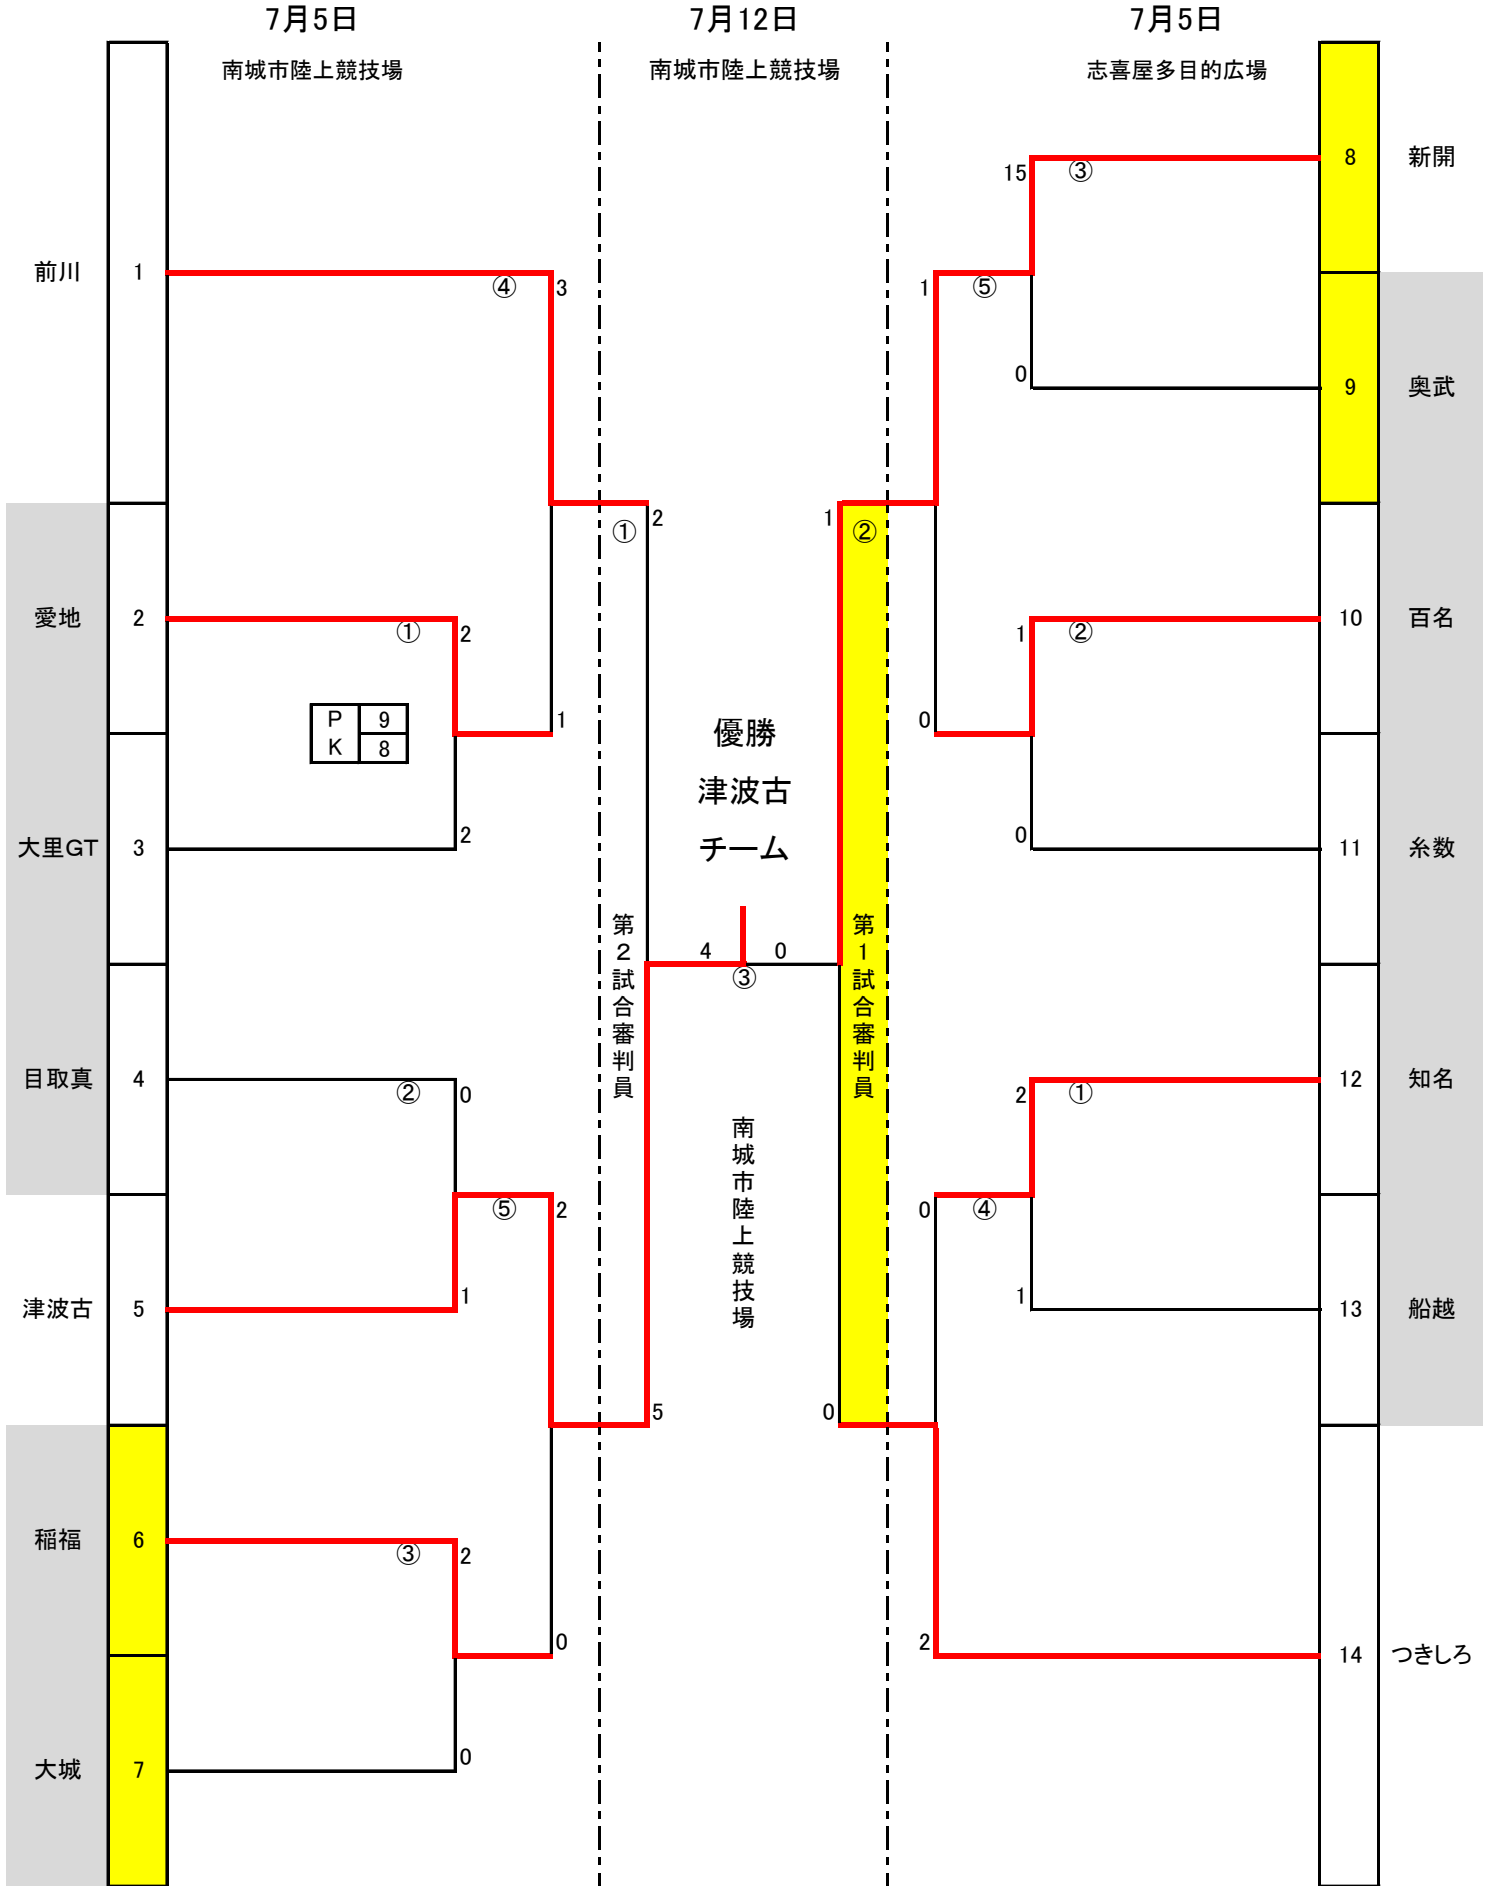 7月5日
7月12日
7月5日
南城市陸上競技場
南城市陸上競技場
志喜屋多目的広場
8
新開
15
③
前川
1
④
3
1
⑤
0
9
奥武
①
2
1
②
愛地
2
①
2
1
②
10
百名
P
9
K
8
1
0
優勝
津波古
チーム
大里GT
3
2
0
11
糸数
第2試合審判員
4
0
③
第1試合審判員
目取真
4
②
0
2
①
12
知名
南城市陸上競技場
⑤
2
0
④
津波古
5
1
1
13
船越
5
0
稲福
6
③
2
0
2
14
つきしろ
大城
7
0